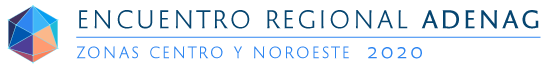 ENCUENTRO REGIONAL ADENAG
ZONAS CENTRO Y NOROESTE 2020